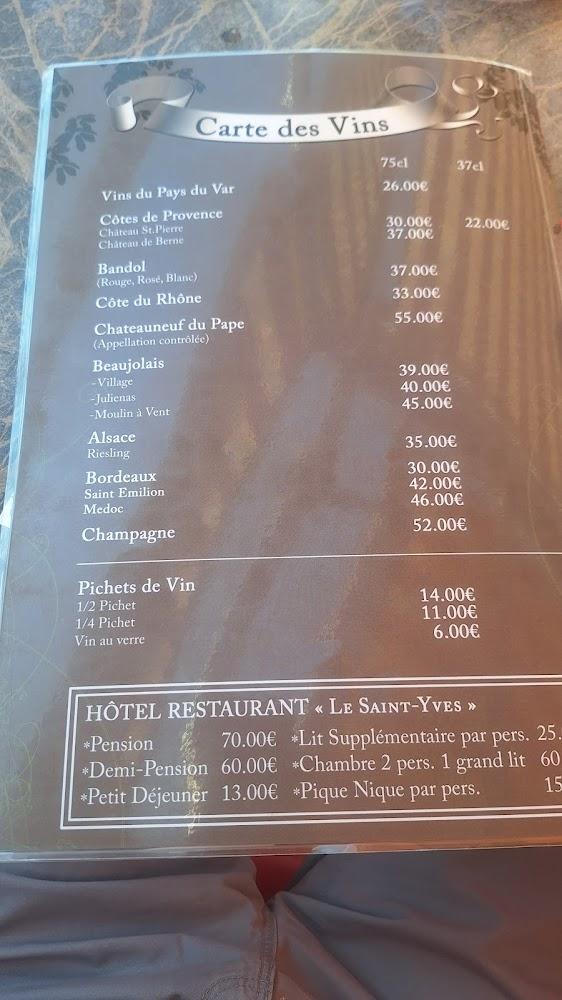 Carte des Vins
75cl 37cl
Vins du Pays du Var 26.00€
Côtes de Provence
Château St.Pierre 30.00€ 22.00€
Château de Berne 37.00€
Bandol 37.00€
(Rouge, Rosé, Blanc)
Côte du Rhône 33.00€
Chateauneuf du Pape 55.00€
(Appellation contrôlée)
Beaujolais
-Village 39.00€
-Julienas 40.00€
-Moulin à Vent 45.00€
Alsace
Riesling 35.00€
Bordeaux 30.00€
Saint Emilion 42.00€
Medoc 46.00€
Champagne 52.00€
Pichets de Vin
1/2 Pichet 14.00€
1/4 Pichet 11.00€
Vin au verre 6.00€
HÔTEL RESTAURANT « LE SAINT-YVES »
*Pension 70.00€ *Lit Supplémentaire par pers. 25.
*Demi-Pension 60.00€ *Chambre 2 pers. 1 grand lit 60
*Petit Déjeuner 13.00€ *Pique Nique par pers. 15